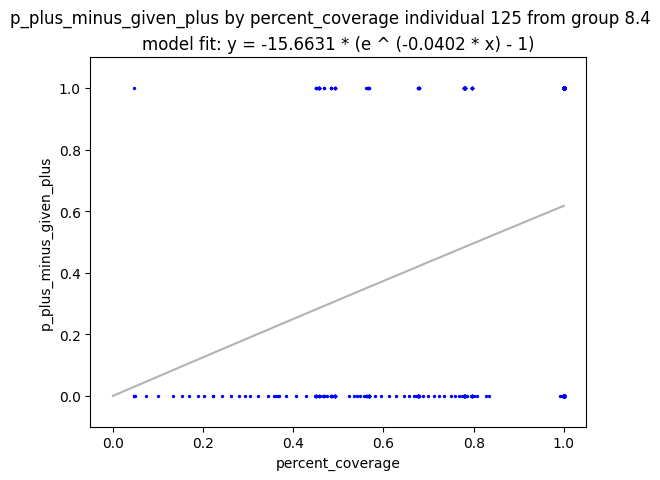 p_plus_minus_given_plus by percent_coverage individual 125 from group 8.4
model fit: y = -15.6631 * (e ^ (-0.0402 * x) - 1)
1.0
0.8
0.6
0.4
0.2
0.0
p_plus_minus_given_plus
0.0 0.2 0.4 0.6 0.8 1.0
percent_coverage